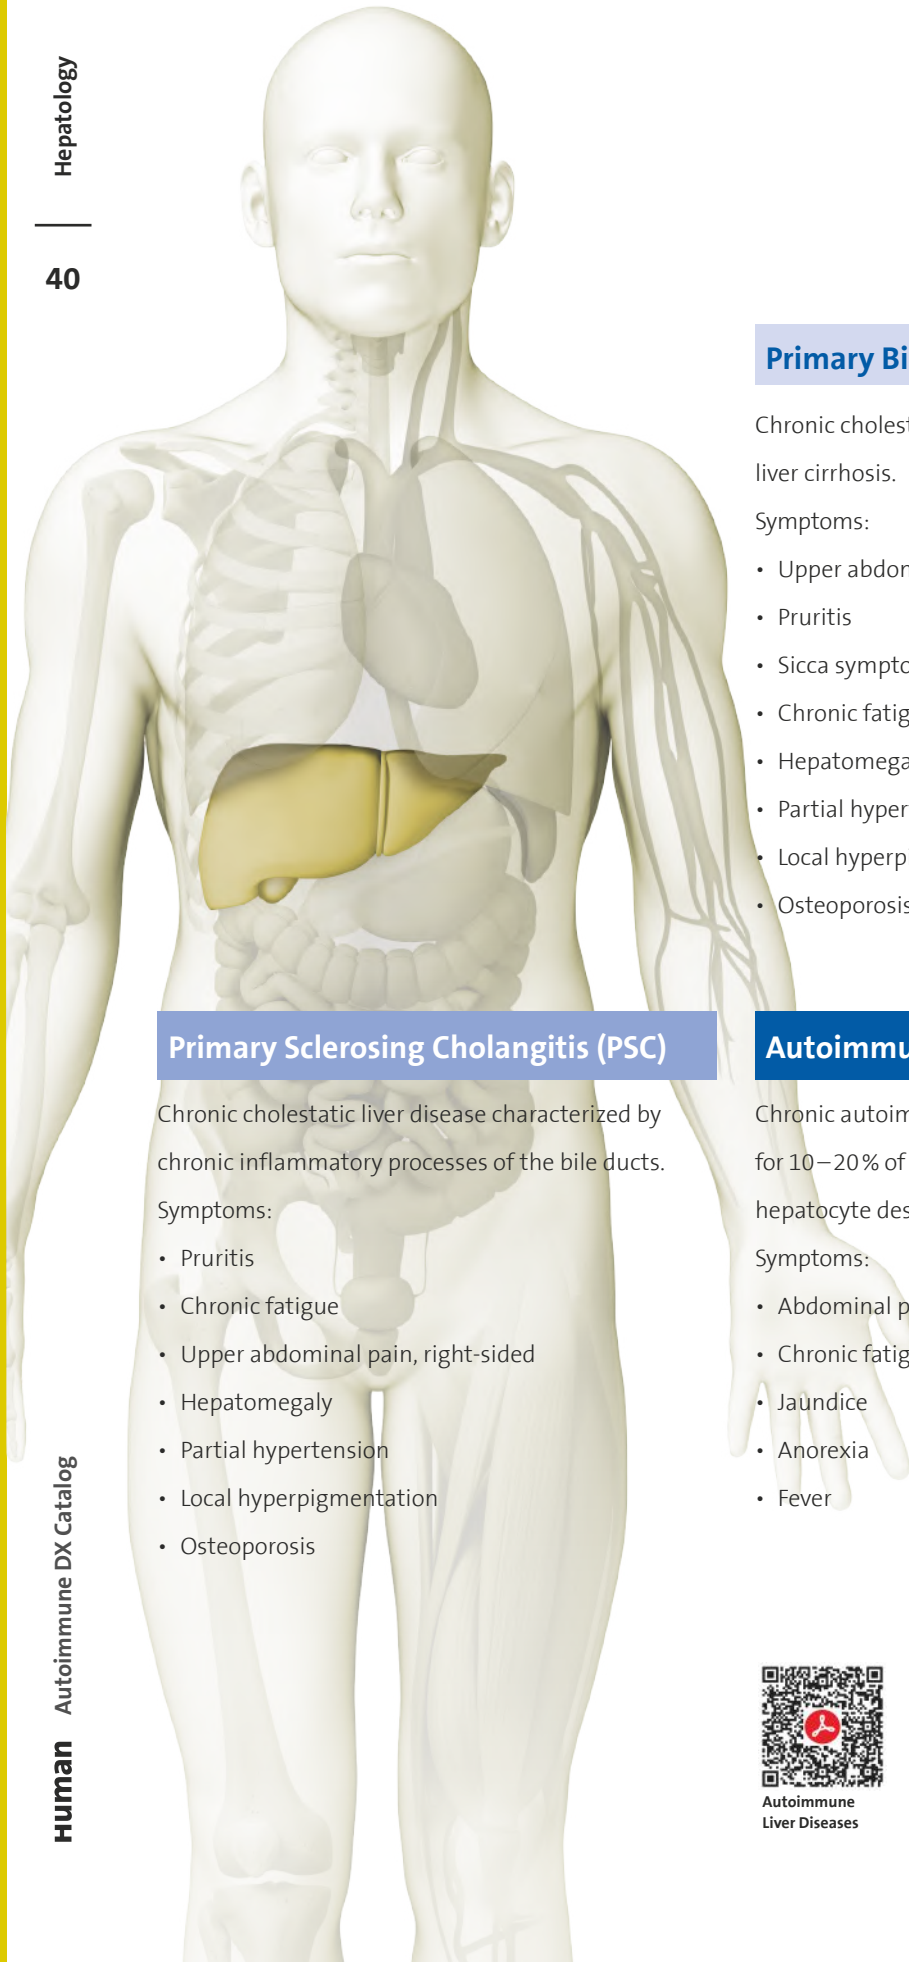 Hepatology
40
Primary Bi
Chronic cholest
liver cirrhosis.
Symptoms:
• Upper abdom
• Pruritis
• Sicca sympto
• Chronic fatig
• Hepatomega
• Partial hyper
• Local hyperp
• Osteoporosis
Primary Sclerosing Cholangitis (PSC)
Chronic cholestatic liver disease characterized by
chronic inflammatory processes of the bile ducts.
Symptoms:
• Pruritis
• Chronic fatigue
• Upper abdominal pain, right-sided
• Hepatomegaly
• Partial hypertension
• Local hyperpigmentation
• Osteoporosis
Autoimmu
Chronic autoim
for 10–20% of
hepatocyte des
Symptoms:
• Abdominal p
• Chronic fatig
• Jaundice
• Anorexia
• Fever
Autoimmune
Liver Diseases
Human Autoimmune DX Catalog